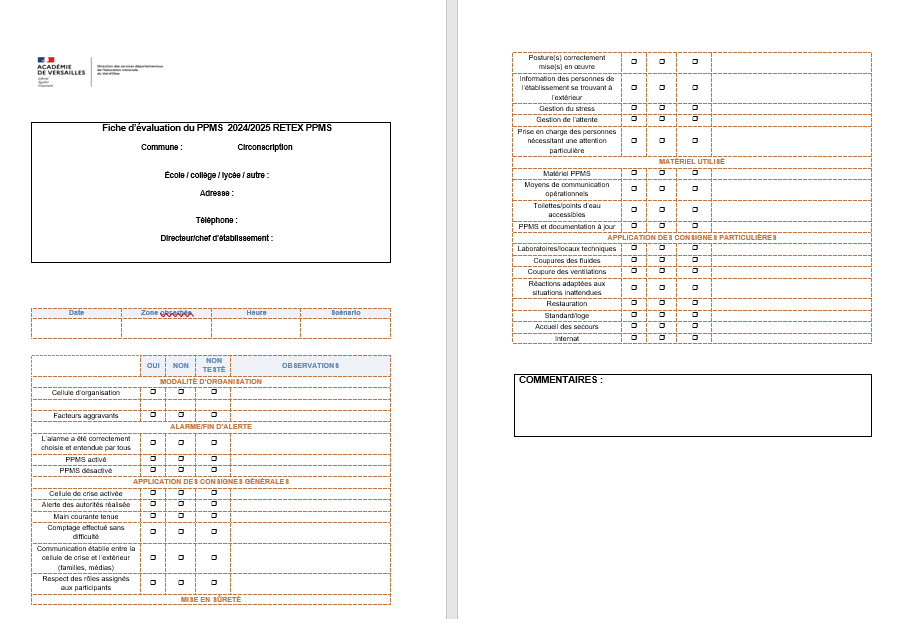 ACADÉMIE
DE VERSAILLES
Liberté
Égalité
Fraternité
Direction des services départementaux
de l'éducation nationale
du Val-d'Oise
Fiche d'évaluation du PPMS 2024/2025 RETEX PPMS
Commune : Circonscription
École / collège / lycée / autre :
Adresse :
Téléphone :
Directeur/chef d'établissement :
Date Zone observée Heure Scénario
OUI NON NON TESTÉ OBSERVATIONS
MODALITÉ D'ORGANISATION
Cellule d'organisation
Facteurs aggravants
ALARME/FIN D'ALERTE
L'alarme a été correctement
choisie et entendue par tous
PPMS activé
PPMS désactivé
APPLICATION DES CONSIGNES GÉNÉRALES
Cellule de crise activée
Alerte des autorités réalisée
Main courante tenue
Comptage effectué sans
difficulté
Communication établie entre la
cellule de crise et l'extérieur
(familles, médias)
Respect des rôles assignés
aux participants
MISE EN SÛRETÉ
Posture(s) correctement
mise(s) en œuvre
Information des personnes de
l'établissement se trouvant à
l'extérieur
Gestion du stress
Gestion de l'attente
Prise en charge des personnes
nécessitant une attention
particulière
MATÉRIEL UTILISÉ
Matériel PPMS
Moyens de communication
opérationnels
Toilettes/points d'eau
accessibles
PPMS et documentation à jour
APPLICATION DES CONSIGNES PARTICULIÈRES
Laboratoires/locaux techniques
Coupures des fluides
Coupure des ventilations
Réactions adaptées aux
situations inattendues
Restauration
Standard/loge
Accueil des secours
Internat
COMMENTAIRES :